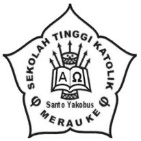 SEKOLAH TINGGI KATOLIK
Α Ω
Santo Yakobus
MERAUKE